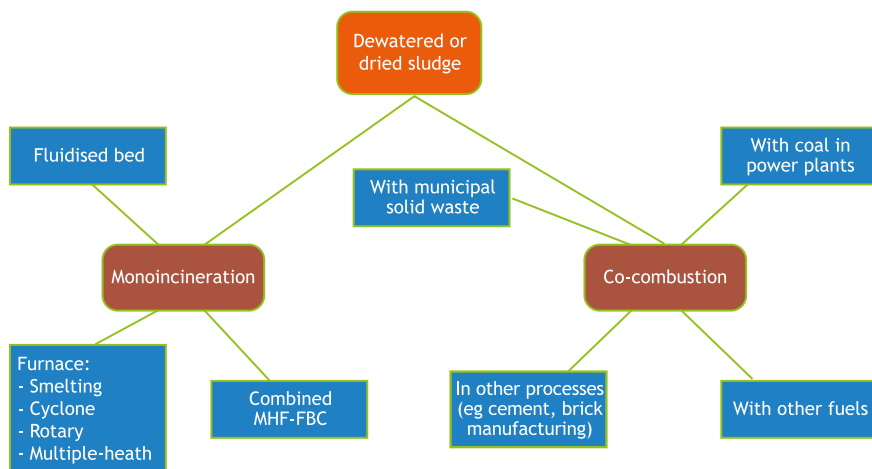 Dewatered or
dried sludge
Fluidised bed
With municipal
solid waste
With coal in
power plants
Monoincineration
Co-combustion
Furnace:
- Smelting
- Cyclone
- Rotary
- Multiple-heath
Combined
MHF-FBC
In other processes
(eg cement, brick
manufacturing)
With other fuels